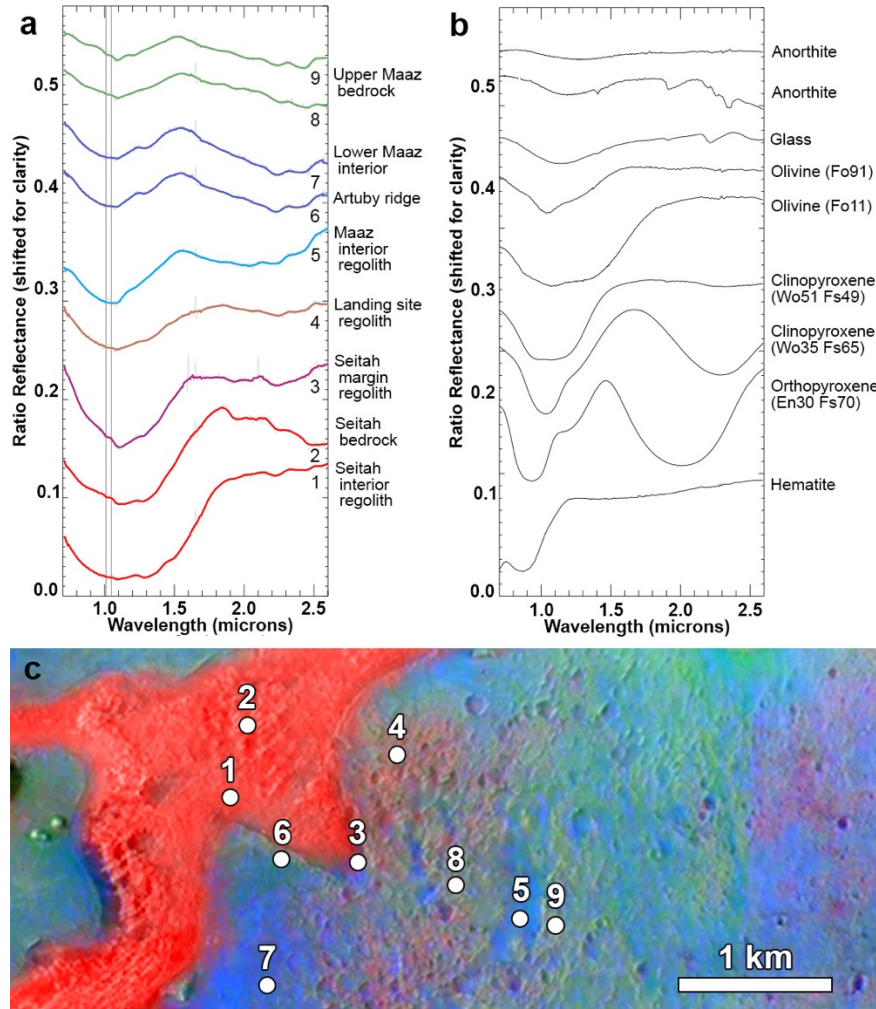 a
Ratio Reflectance (shifted for clarity)
0.5
0.4
0.3
0.2
0.1
0.0
1.0 1.5 2.0 2.5
Wavelength (microns)
9
Upper Maaz
bedrock
8
Lower Maaz
interior
7
Artuby ridge
6
Maaz
interior
regolith
5
Landing site
regolith
4
Seitah
margin
regolith
3
Seitah
bedrock
2
Seitah
interior
regolith
1
b
Ratio Reflectance (shifted for clarity)
0.5
0.4
0.3
0.2
0.1
0.0
1.0 1.5 2.0 2.5
Wavelength (microns)
Anorthite
Anorthite
Glass
Olivine (Fo91)
Olivine (Fo11)
Clinopyroxene
(Wo51 Fs49)
Clinopyroxene
(Wo35 Fs65)
Orthopyroxene
(En30 Fs70)
Hematite
c
2
4
1
6
3
8
5
9
7
1 km